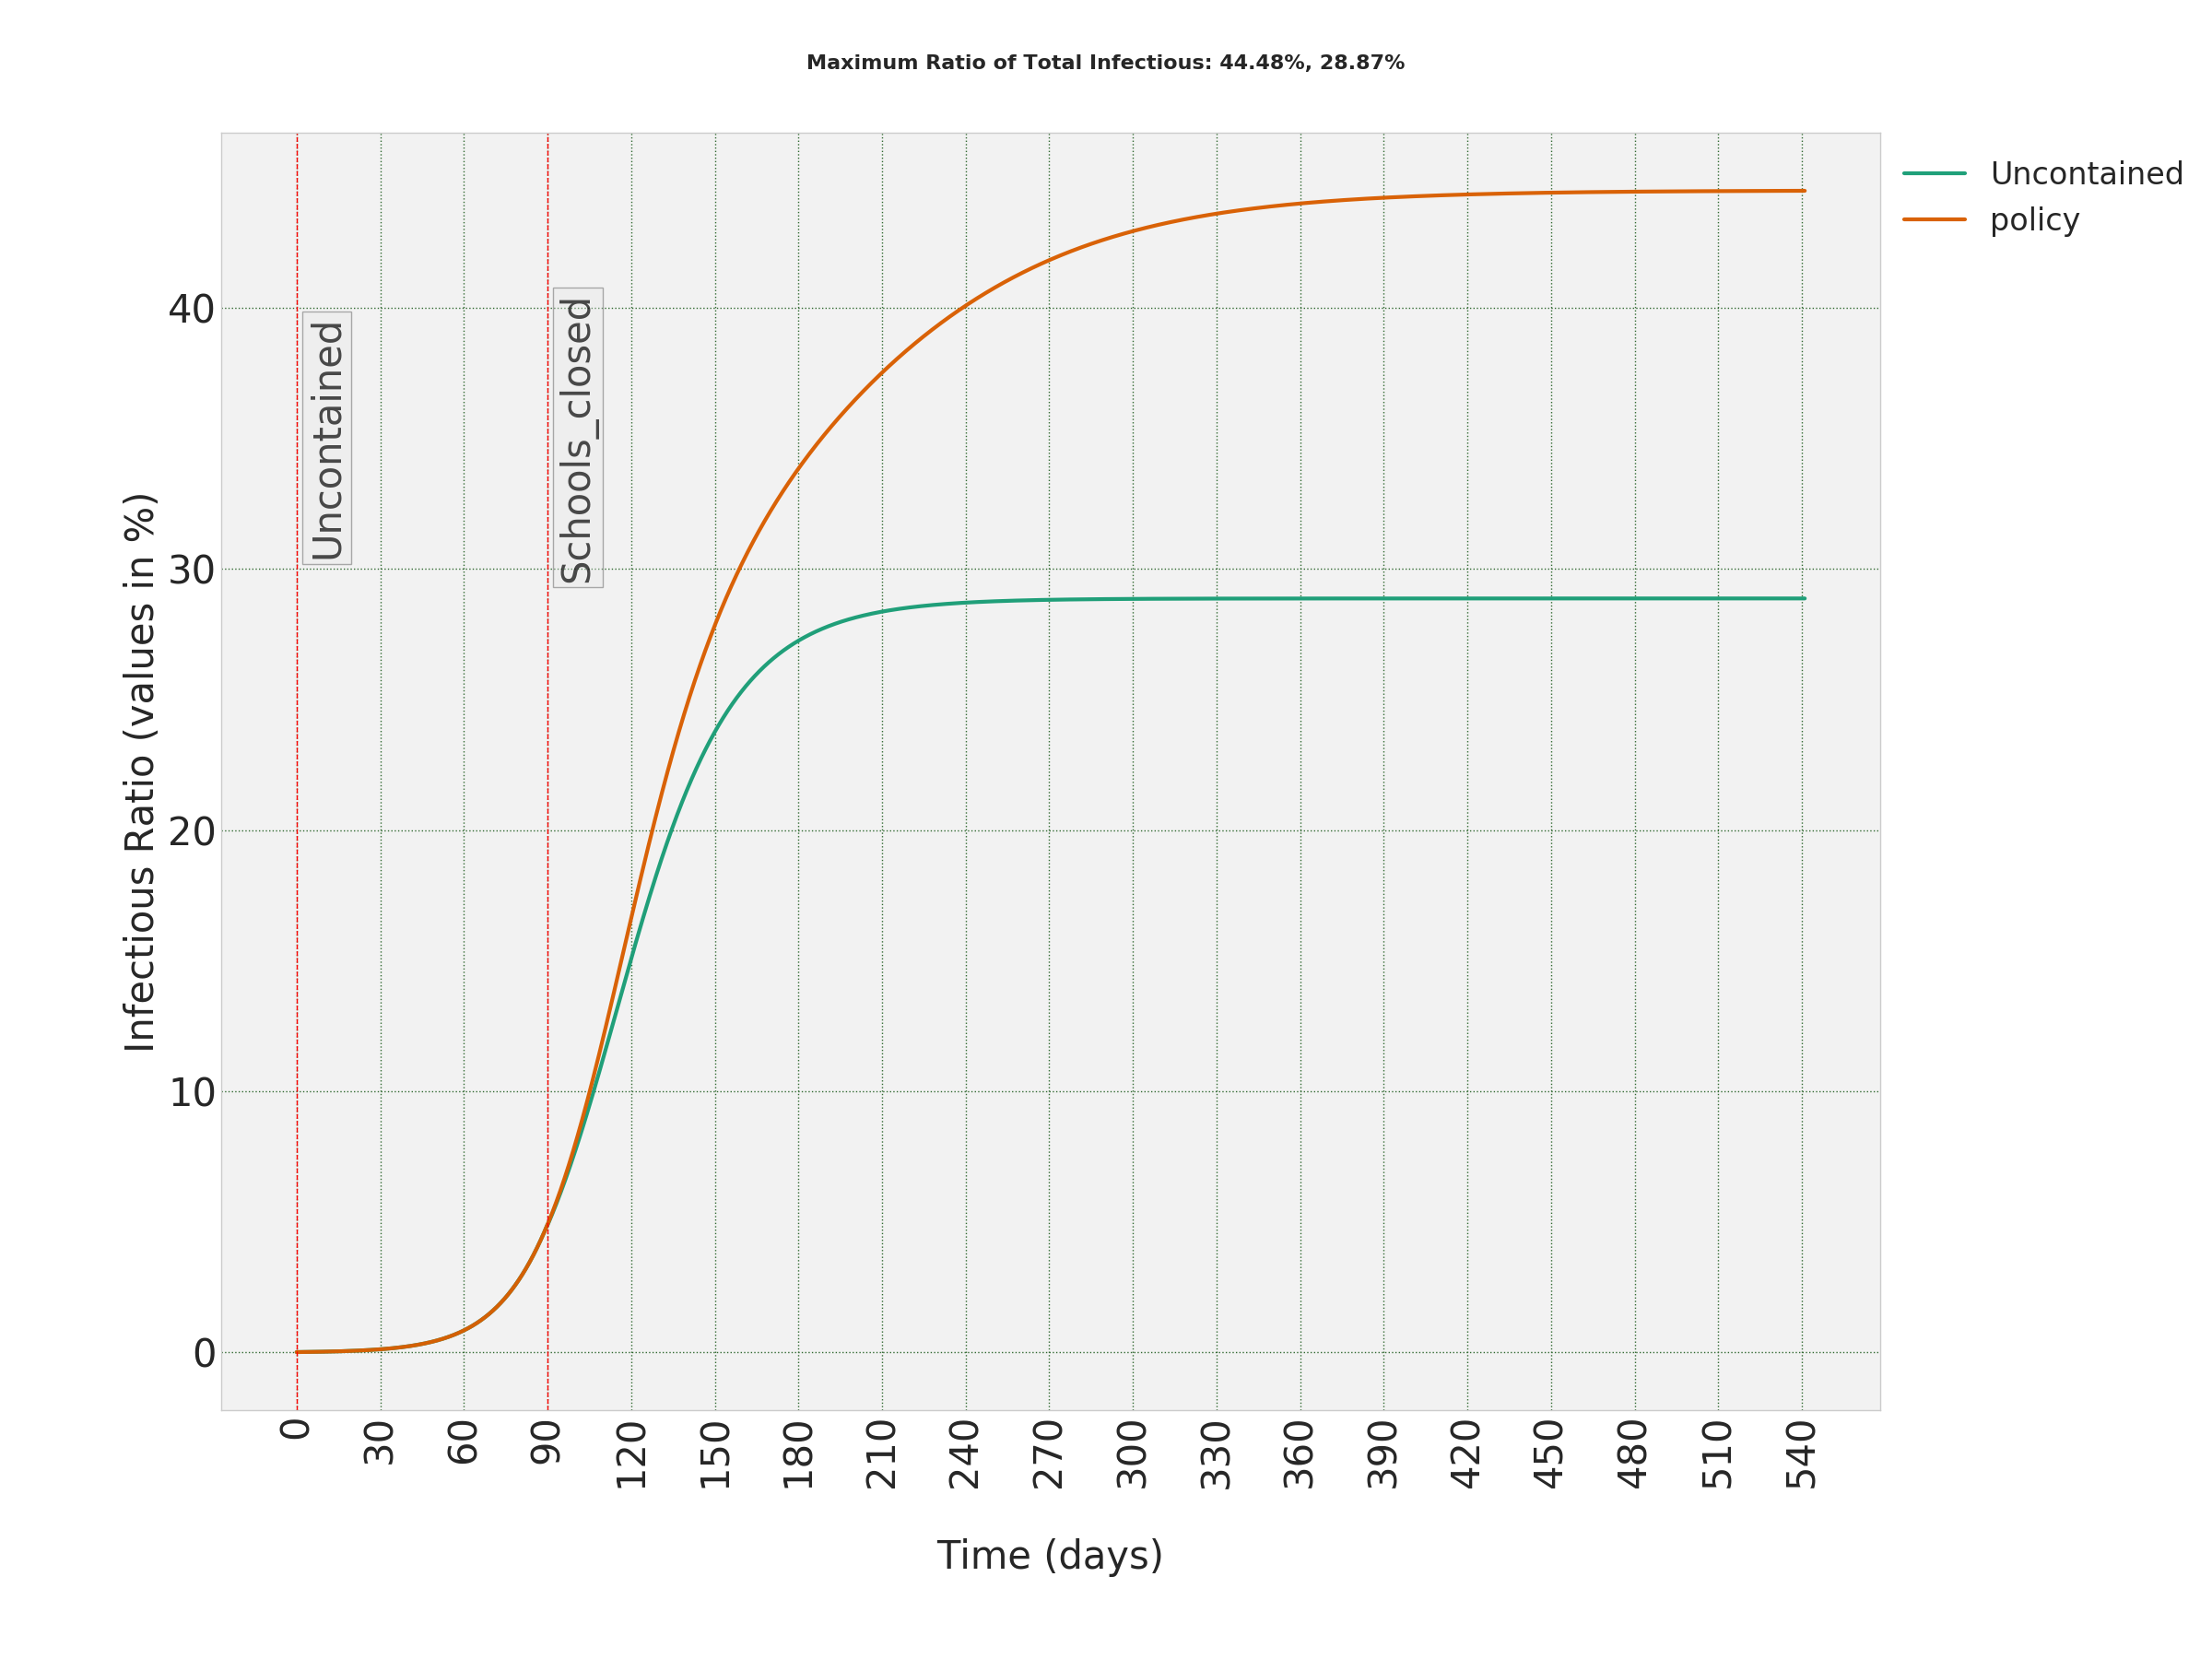 Maximum Ratio of Total Infectious: 44.48%, 28.87%
Uncontained
policy
Uncontained
Schools_closed
Infectious Ratio (values in %)
40
30
20
10
0
0 30 60 90 120 150 180 210 240 270 300 330 360 390 420 450 480 510 540
Time (days)